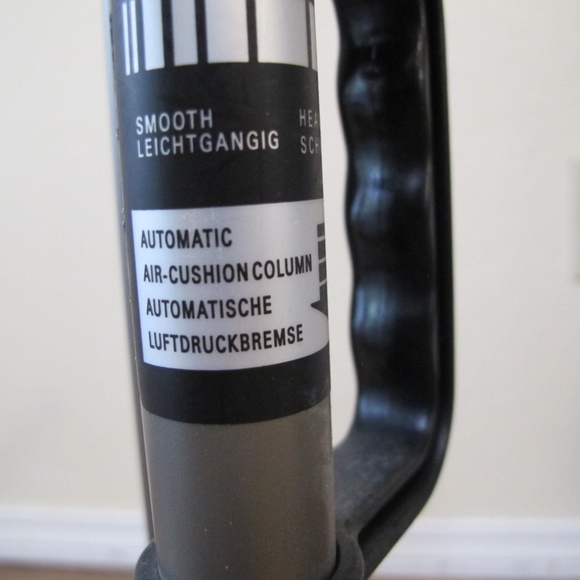 SMOOTH
LEICHTGANGIG
AUTOMATIC
AIR-CUSHION COLUMN
AUTOMATISCHE
LUFTDRUCKBREMSE